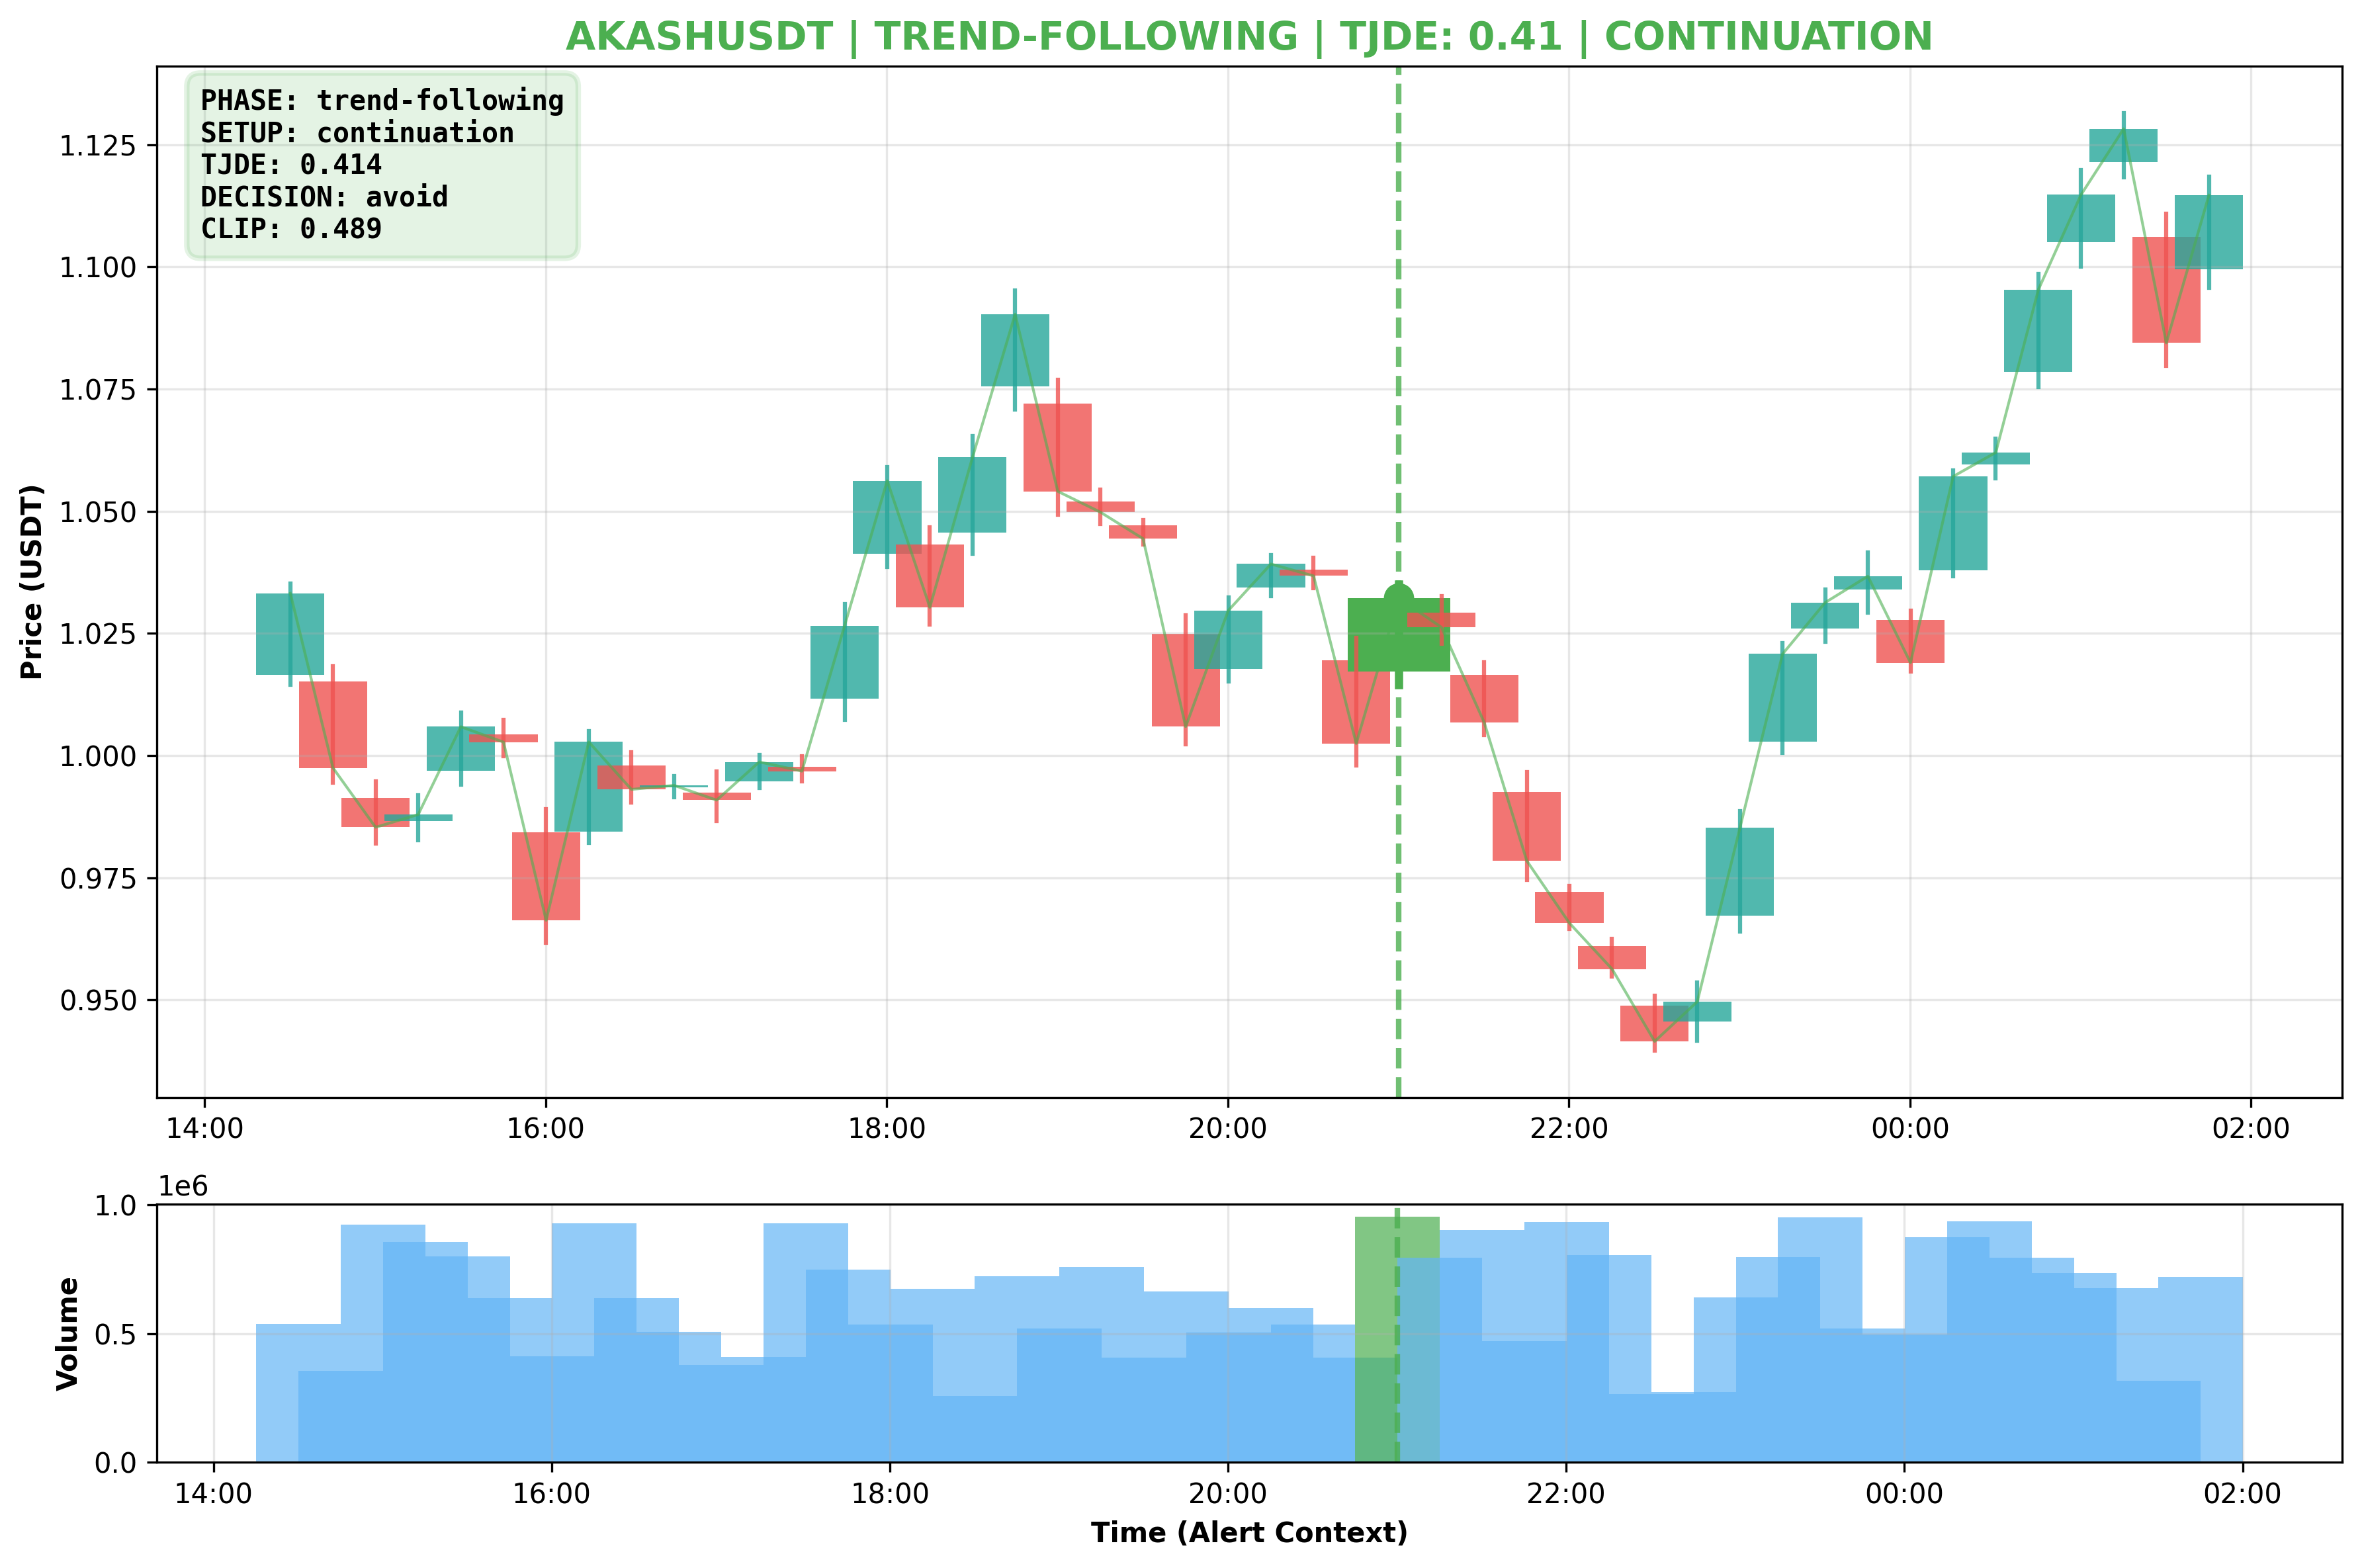 AKASHUSDT | TREND-FOLLOWING | TJDE: 0.41 | CONTINUATION
PHASE: trend-following
SETUP: continuation
TJDE: 0.414
DECISION: avoid
CLIP: 0.489
Price (USDT)
1.125
1.100
1.075
1.050
1.025
1.000
0.975
0.950
14:00 16:00 18:00 20:00 22:00 00:00 02:00
1e6
Volume
1.0
0.5
0.0
14:00 16:00 18:00 20:00 22:00 00:00 02:00
Time (Alert Context)